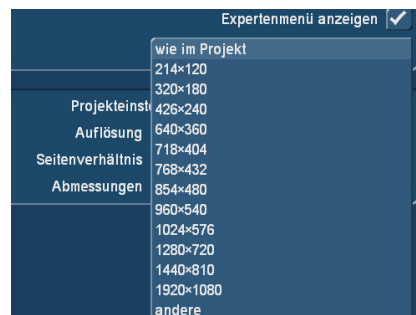 Expertenmenü anzeigen
wie im Projekt
214×120
320×180
Projekteinst
426×240
Auflösung
640×360
718×404
Seitenverhältnis
768×432
Abmessungen
854×480
960×540
1024×576
1280×720
1440×810
1920×1080
andere